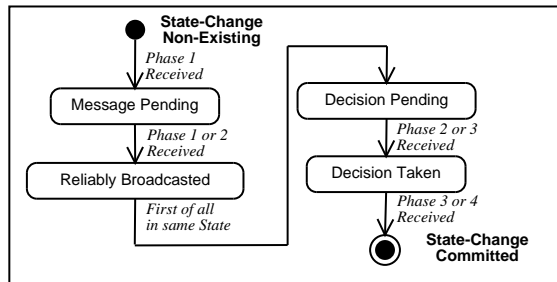 State-Change
Non-Existing
Phase 1
Received
Message Pending
Phase 1 or 2
Received
Reliably Broadcasted
First of all
in same State
Decision Pending
Phase 2 or 3
Received
Decision Taken
Phase 3 or 4
Received
State-Change
Committed